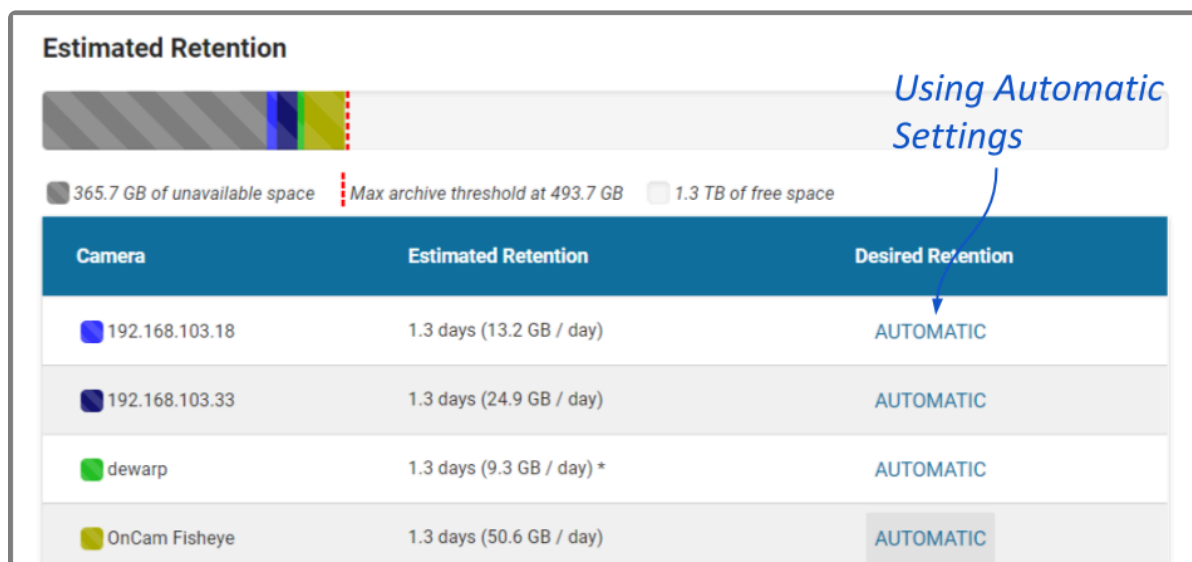 Estimated Retention
Using Automatic
Settings
365.7 GB of unavailable space Max archive threshold at 493.7 GB 1.3 TB of free space
Camera Estimated Retention Desired Retention
192.168.103.18 1.3 days (13.2 GB / day) AUTOMATIC
192.168.103.33 1.3 days (24.9 GB / day) AUTOMATIC
dewarp 1.3 days (9.3 GB / day) * AUTOMATIC
OnCam Fisheye 1.3 days (50.6 GB / day) AUTOMATIC